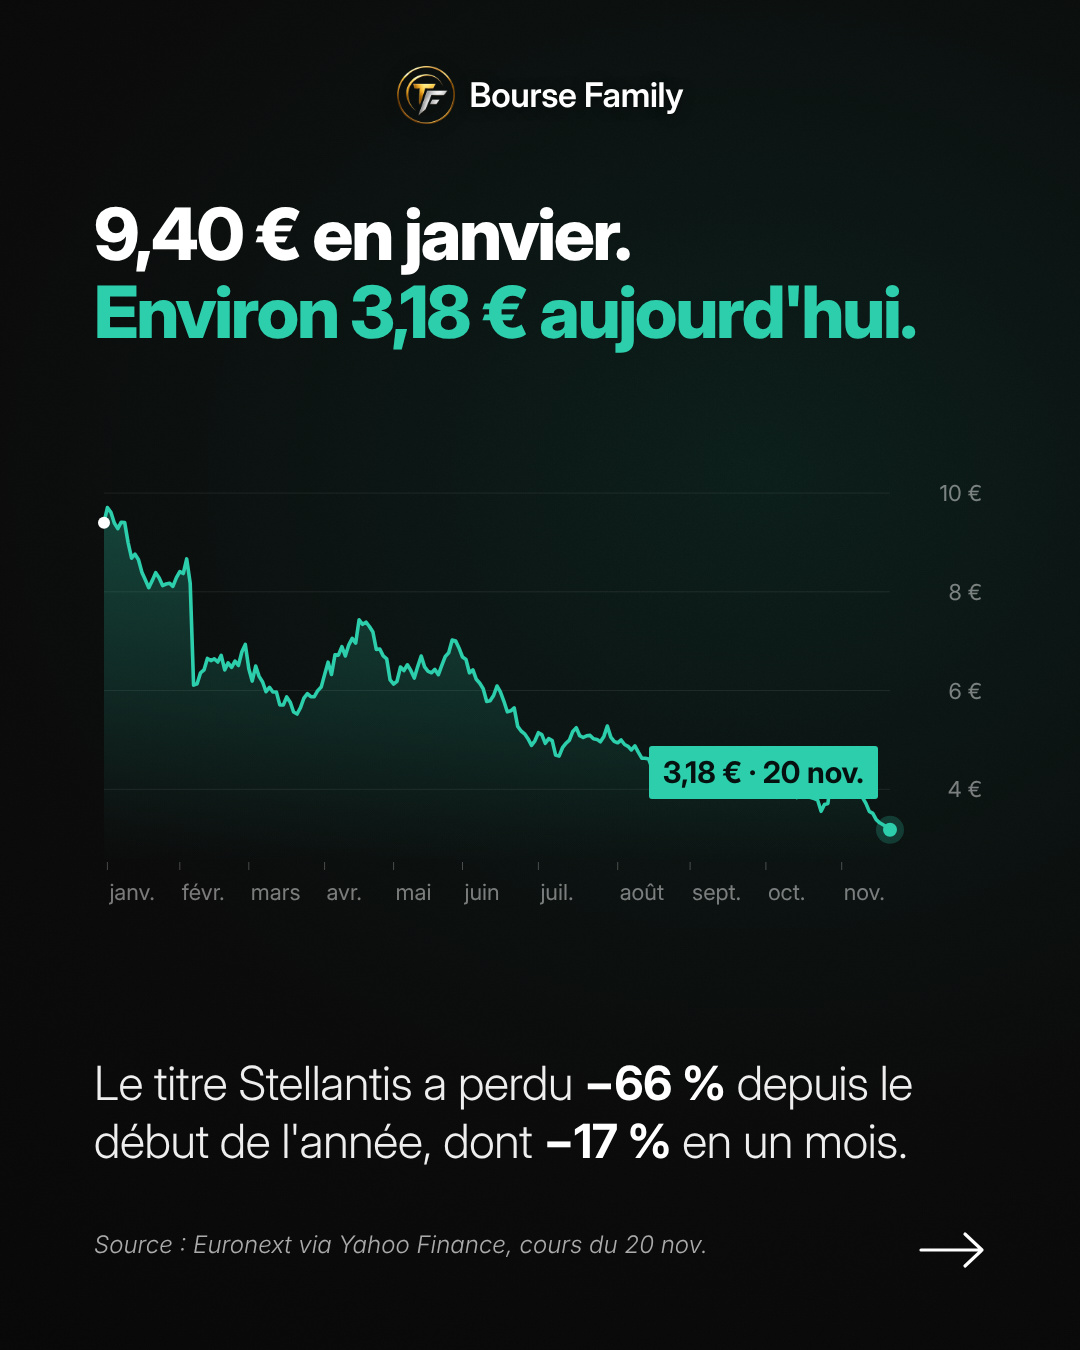 TF Bourse Family
9,40 € en janvier.
Environ 3,18 € aujourd'hui.
10 €
8 €
6 €
3,18 € · 20 nov.
4 €
janv. févr. mars avr. mai juin juil. août sept. oct. nov.
Le titre Stellantis a perdu −66 % depuis le
début de l'année, dont −17 % en un mois.
Source : Euronext via Yahoo Finance, cours du 20 nov.